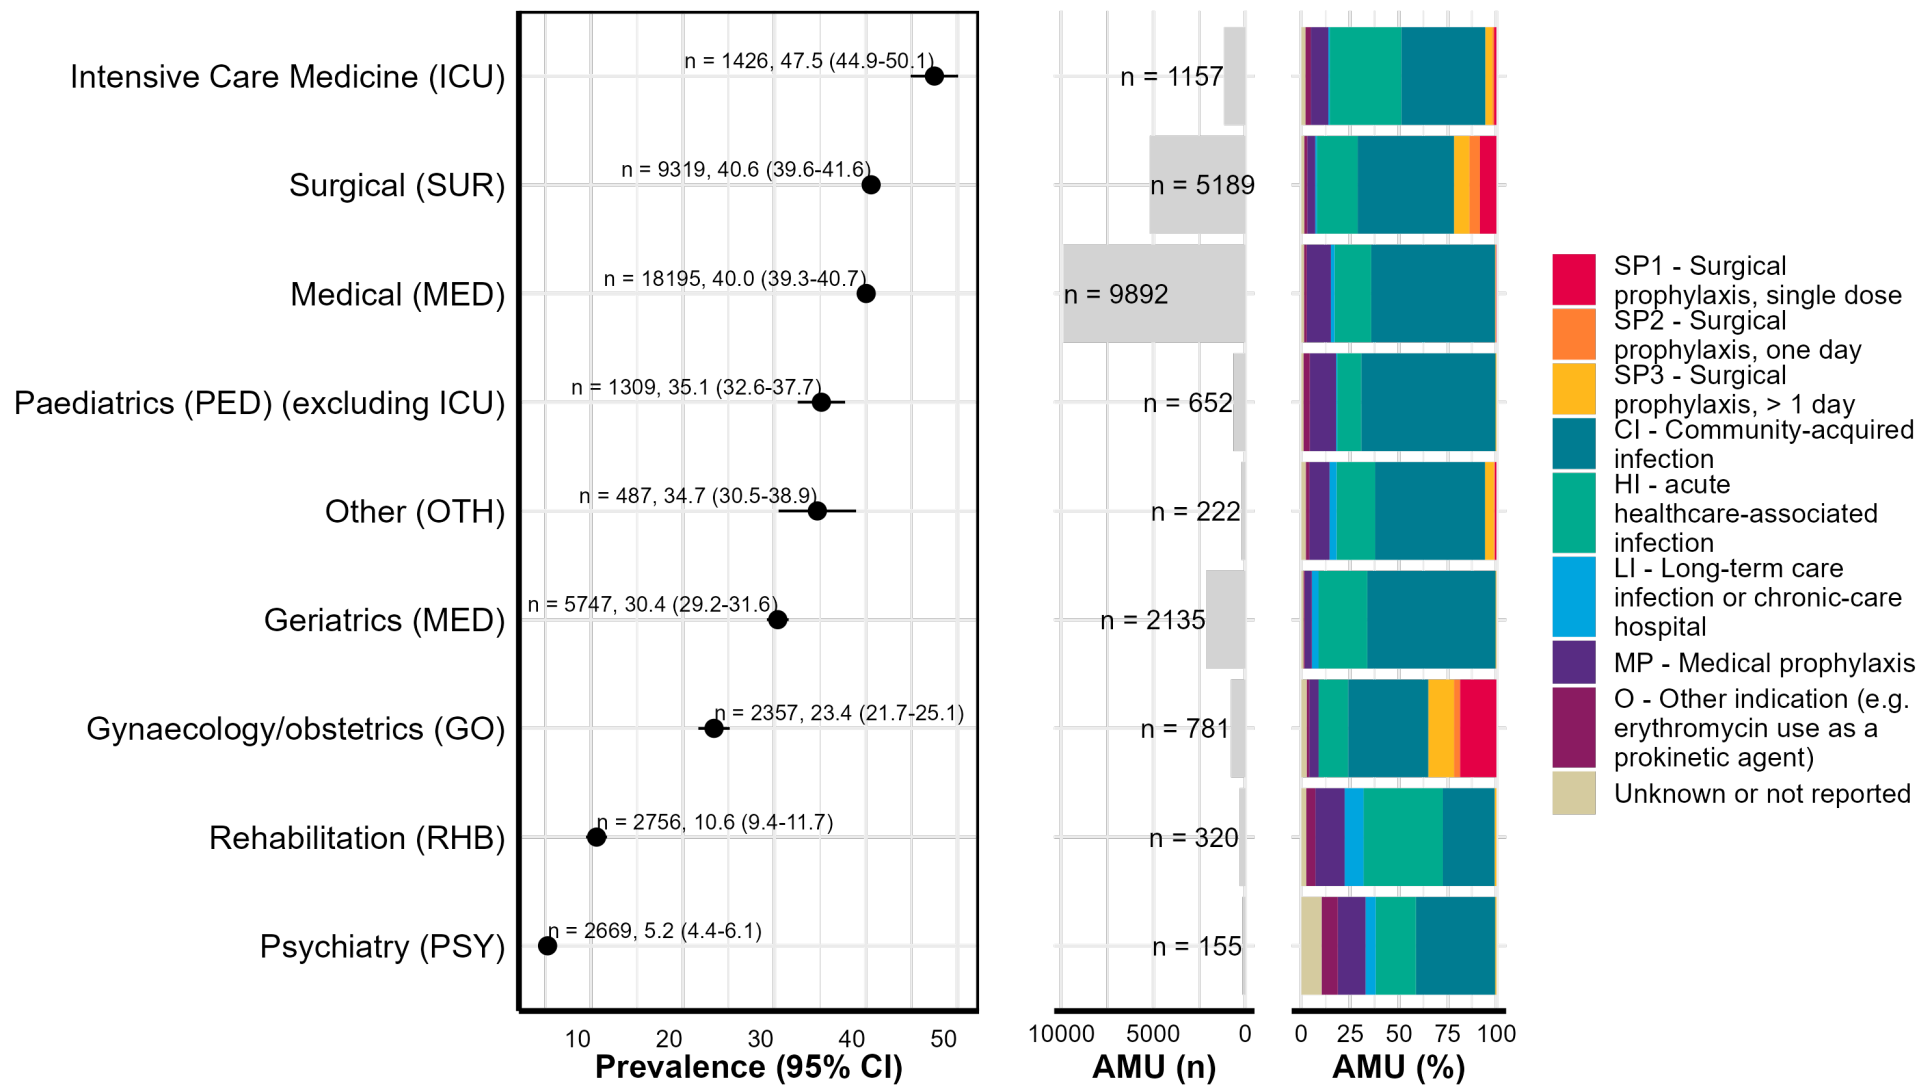 Intensive Care Medicine (ICU)
n = 1426, 47.5 (44.9-50.1)
n = 1157
Surgical (SUR)
n = 9319, 40.6 (39.6-41.6)
n = 5189
Medical (MED)
n = 18195, 40.0 (39.3-40.7)
n = 9892
Paediatrics (PED) (excluding ICU)
n = 1309, 35.1 (32.6-37.7)
n = 652
Other (OTH)
n = 487, 34.7 (30.5-38.9)
n = 222
Geriatrics (MED)
n = 5747, 30.4 (29.2-31.6)
n = 2135
Gynaecology/obstetrics (GO)
n = 2357, 23.4 (21.7-25.1)
n = 781
Rehabilitation (RHB)
n = 2756, 10.6 (9.4-11.7)
n = 320
Psychiatry (PSY)
n = 2669, 5.2 (4.4-6.1)
n = 155
10 20 30 40 50
Prevalence (95% CI)
10000 5000 0
AMU (n)
0 25 50 75 100
AMU (%)
SP1 - Surgical
prophylaxis, single dose
SP2 - Surgical
prophylaxis, one day
SP3 - Surgical
prophylaxis, > 1 day
CI - Community-acquired
infection
HI - acute
healthcare-associated
infection
LI - Long-term care
infection or chronic-care
hospital
MP - Medical prophylaxis
O - Other indication (e.g.
erythromycin use as a
prokinetic agent)
Unknown or not reported